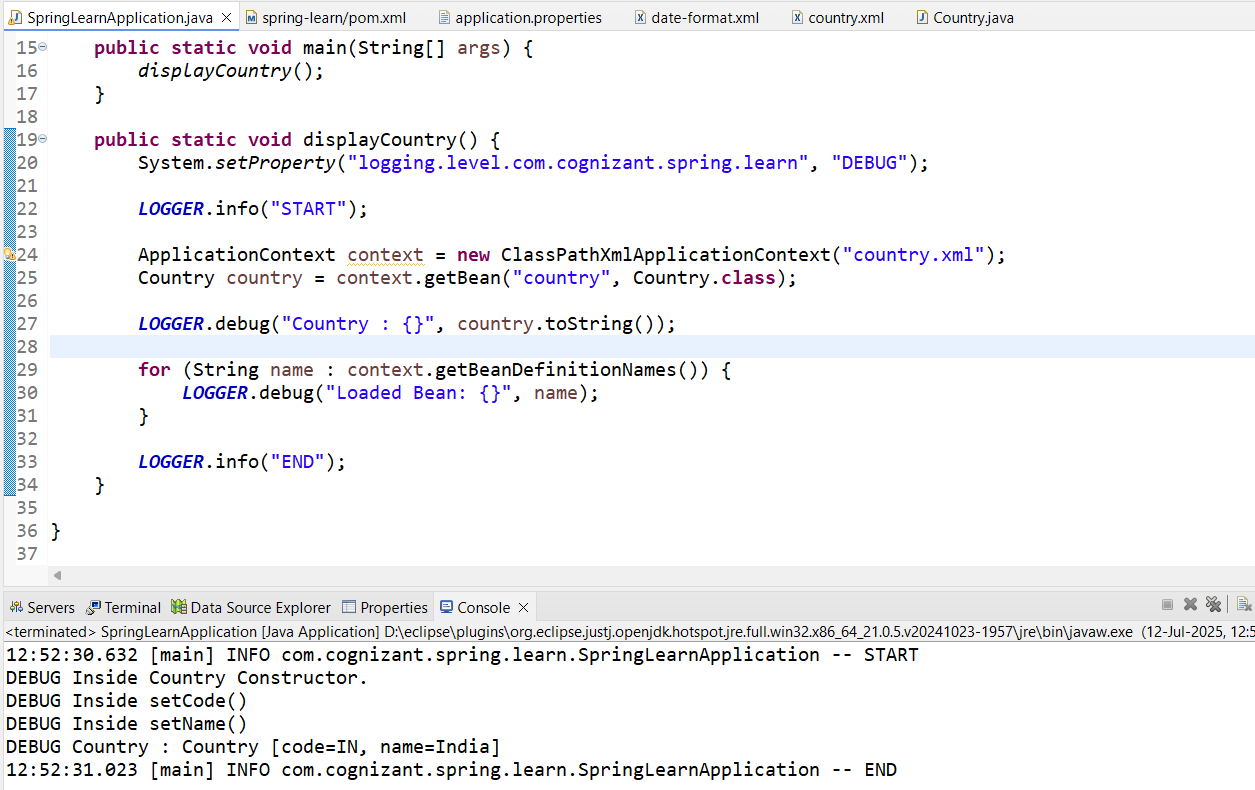 SpringLearnApplication.java spring-learn/pom.xml application.properties date-format.xml country.xml Country.java
15 public static void main(String[] args) {
16 displayCountry();
17 }
18
19 public static void displayCountry() {
20 System.setProperty("logging.level.com.cognizant.spring.learn", "DEBUG");
21
22 LOGGER.info("START");
23
24 ApplicationContext context = new ClassPathXmlApplicationContext("country.xml");
25 Country country = context.getBean("country", Country.class);
26
27 LOGGER.debug("Country : {}", country.toString());
28
29 for (String name : context.getBeanDefinitionNames()) {
30 LOGGER.debug("Loaded Bean: {}", name);
31 }
32
33 LOGGER.info("END");
34 }
35
36 }
37
Servers Terminal Data Source Explorer Properties Console
<terminated> SpringLearnApplication [Java Application] D:\eclipse\plugins\org.eclipse.justj.openjdk.hotspot.jre.full.win32.x86_64_21.0.5.v20241023-1957\jre\bin\javaw.exe (12-Jul-2025, 12:5
12:52:30.632 [main] INFO com.cognizant.spring.learn.SpringLearnApplication -- START
DEBUG Inside Country Constructor.
DEBUG Inside setCode()
DEBUG Inside setName()
DEBUG Country : Country [code=IN, name=India]
12:52:31.023 [main] INFO com.cognizant.spring.learn.SpringLearnApplication -- END